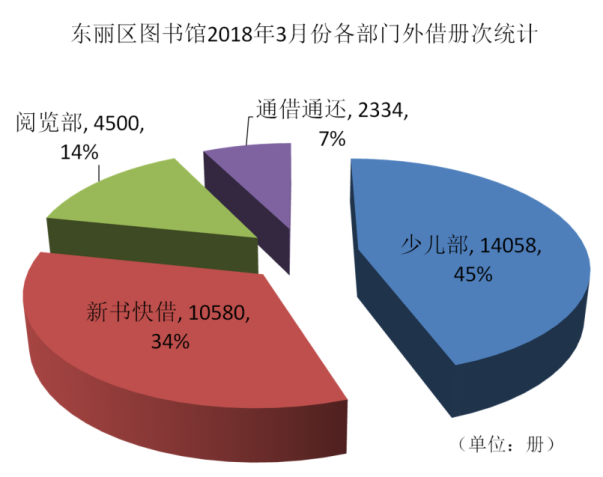 东丽区图书馆2018年3月份各部门外借册次统计
通借通还, 2334,
7%
阅览部, 4500,
14%
少儿部, 14058,
45%
新书快借, 10580,
34%
（单位：册）